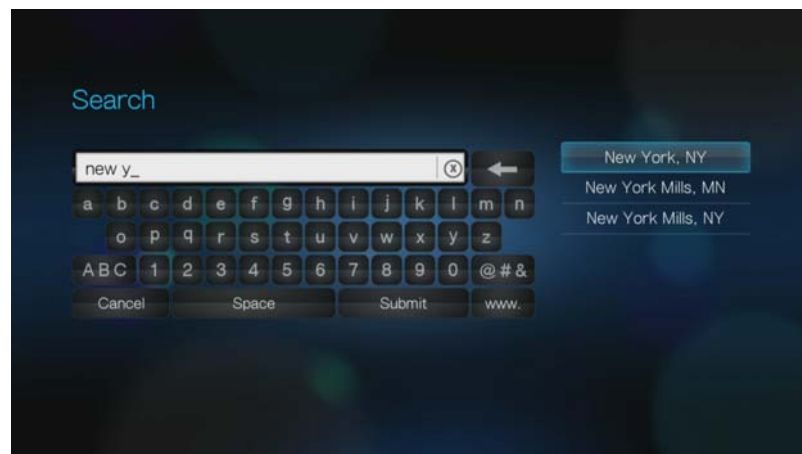 Search
new y_
New York, NY
New York Mills, MN
New York Mills, NY
a b c d e f g h i j k l m n
o p q r s t u v w x y z
ABC 1 2 3 4 5 6 7 8 9 0 @#&
Cancel Space Submit www.